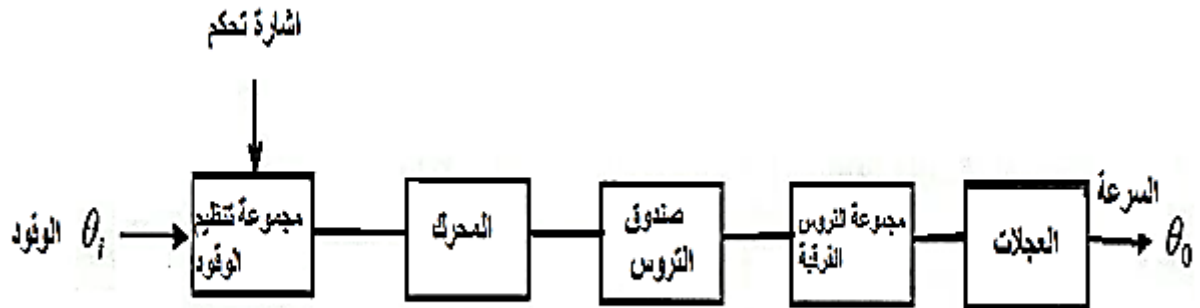 اشارة تحكم
الوقود θi
مجموعة تنظيم
الوقود
المحرك
صندوق
التروس
مجموعة التروس
الفرقية
العجلات
السرعة
θ0